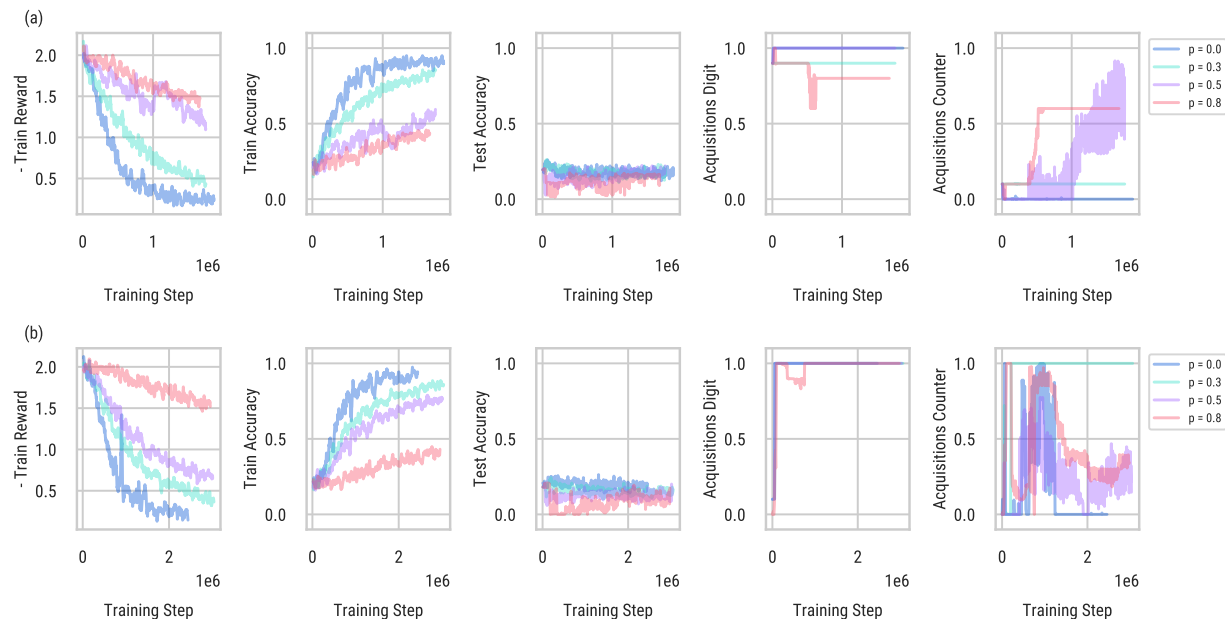 (a)
- Train Reward
2.0
1.5
1.0
0.5
0
1
1e6
Training Step
Train Accuracy
1.0
0.5
0.0
0
1
1e6
Training Step
Test Accuracy
1.0
0.5
0.0
0
1
1e6
Training Step
Acquisitions Digit
1.0
0.5
0.0
0
1
1e6
Training Step
Acquisitions Counter
1.0
0.5
0.0
0
1
1e6
Training Step
p = 0.0
p = 0.3
p = 0.5
p = 0.8
(b)
- Train Reward
2.0
1.5
1.0
0.5
0
2
1e6
Training Step
Train Accuracy
1.0
0.5
0.0
0
2
1e6
Training Step
Test Accuracy
1.0
0.5
0.0
0
2
1e6
Training Step
Acquisitions Digit
1.0
0.5
0.0
0
2
1e6
Training Step
Acquisitions Counter
1.0
0.5
0.0
0
2
1e6
Training Step
p = 0.0
p = 0.3
p = 0.5
p = 0.8